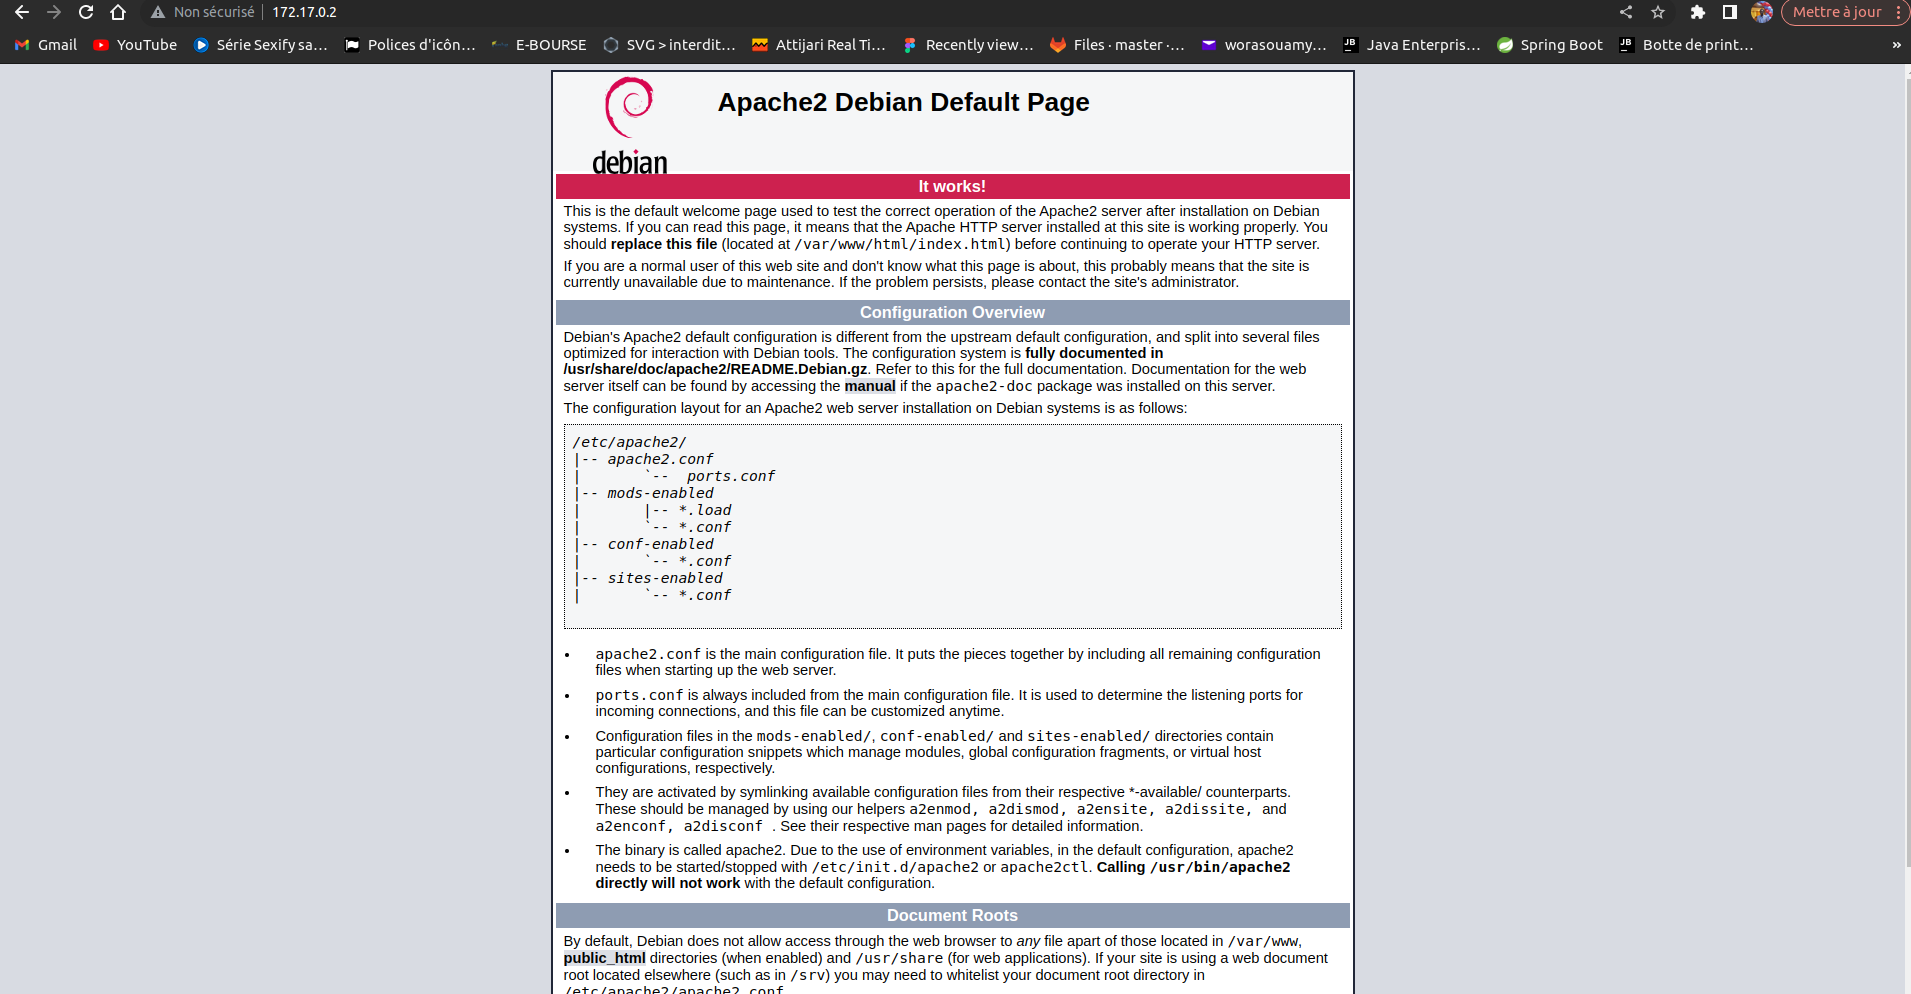 Non sécurisé 172.17.0.2 Mettre à jour
Gmail YouTube Série Sexify sa... Polices d'icôn... E-BOURSE SVG > interdit... Attijari Real Ti... Recently view... Files · master ·... worasouamy... Java Enterpris... Spring Boot Botte de print... »
debian
Apache2 Debian Default Page
It works!
This is the default welcome page used to test the correct operation of the Apache2 server after installation on Debian
systems. If you can read this page, it means that the Apache HTTP server installed at this site is working properly. You
should replace this file (located at /var/www/html/index.html) before continuing to operate your HTTP server.
If you are a normal user of this web site and don't know what this page is about, this probably means that the site is
currently unavailable due to maintenance. If the problem persists, please contact the site's administrator.
Configuration Overview
Debian's Apache2 default configuration is different from the upstream default configuration, and split into several files
optimized for interaction with Debian tools. The configuration system is fully documented in
/usr/share/doc/apache2/README.Debian.gz. Refer to this for the full documentation. Documentation for the web
server itself can be found by accessing the manual if the apache2-doc package was installed on this server.
The configuration layout for an Apache2 web server installation on Debian systems is as follows:
/etc/apache2/
|-- apache2.conf
|       `--  ports.conf
|-- mods-enabled
|       |-- *.load
|       `-- *.conf
|-- conf-enabled
|       `-- *.conf
|-- sites-enabled
|       `-- *.conf
• apache2.conf is the main configuration file. It puts the pieces together by including all remaining configuration
files when starting up the web server.
• ports.conf is always included from the main configuration file. It is used to determine the listening ports for
incoming connections, and this file can be customized anytime.
• Configuration files in the mods-enabled/, conf-enabled/ and sites-enabled/ directories contain
particular configuration snippets which manage modules, global configuration fragments, or virtual host
configurations, respectively.
• They are activated by symlinking available configuration files from their respective *-available/ counterparts.
These should be managed by using our helpers a2enmod, a2dismod, a2ensite, a2dissite, and
a2enconf, a2disconf . See their respective man pages for detailed information.
• The binary is called apache2. Due to the use of environment variables, in the default configuration, apache2
needs to be started/stopped with /etc/init.d/apache2 or apache2ctl. Calling /usr/bin/apache2
directly will not work with the default configuration.
Document Roots
By default, Debian does not allow access through the web browser to any file apart of those located in /var/www,
public_html directories (when enabled) and /usr/share (for web applications). If your site is using a web document
root located elsewhere (such as in /srv) you may need to whitelist your document root directory in
/etc/apache2/apache2.conf